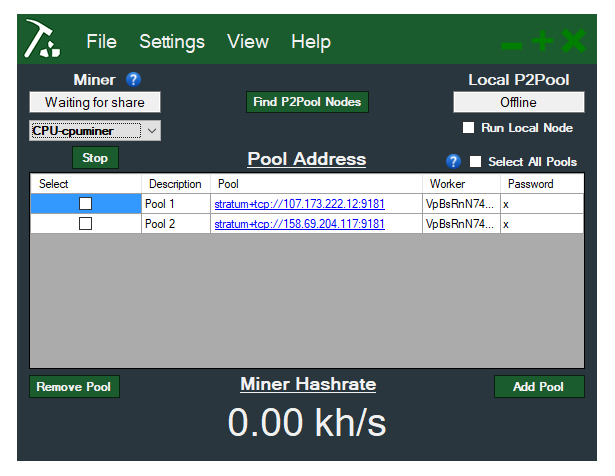 File Settings View Help
Miner ? Local P2Pool
Waiting for share Find P2Pool Nodes Offline
CPU-cpuminer Run Local Node
Stop Pool Address ? Select All Pools
Select Description Pool Worker Password
Pool 1 stratum+tcp://107.173.222.12:9181 VpBsRnN74... x
Pool 2 stratum+tcp://158.69.204.117:9181 VpBsRnN74... x
Remove Pool Miner Hashrate Add Pool
0.00 kh/s